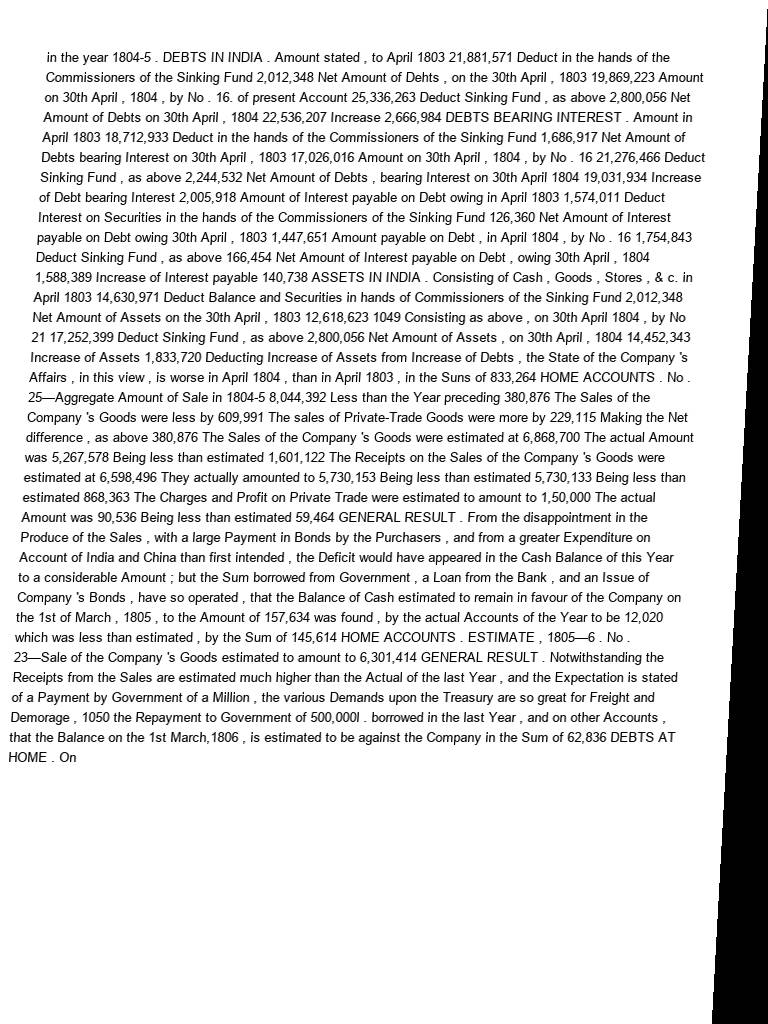 in the year 1804-5 . DEBTS IN INDIA . Amount stated , to April 1803 21,881,571 Deduct in the hands of the
Commissioners of the Sinking Fund 2,012,348 Net Amount of Dehts , on the 30th April , 1803 19,869,223 Amount
on 30th April , 1804 , by No . 16. of present Account 25,336,263 Deduct Sinking Fund , as above 2,800,056 Net
Amount of Debts on 30th April , 1804 22,536,207 Increase 2,666,984 DEBTS BEARING INTEREST . Amount in
April 1803 18,712,933 Deduct in the hands of the Commissioners of the Sinking Fund 1,686,917 Net Amount of
Debts bearing Interest on 30th April , 1803 17,026,016 Amount on 30th April , 1804 , by No . 16 21,276,466 Deduct
Sinking Fund , as above 2,244,532 Net Amount of Debts , bearing Interest on 30th April 1804 19,031,934 Increase
of Debt bearing Interest 2,005,918 Amount of Interest payable on Debt owing in April 1803 1,574,011 Deduct
Interest on Securities in the hands of the Commissioners of the Sinking Fund 126,360 Net Amount of Interest
payable on Debt owing 30th April , 1803 1,447,651 Amount payable on Debt , in April 1804 , by No . 16 1,754,843
Deduct Sinking Fund , as above 166,454 Net Amount of Interest payable on Debt , owing 30th April , 1804
1,588,389 Increase of Interest payable 140,738 ASSETS IN INDIA . Consisting of Cash , Goods , Stores , & c. in
April 1803 14,630,971 Deduct Balance and Securities in hands of Commissioners of the Sinking Fund 2,012,348
Net Amount of Assets on the 30th April , 1803 12,618,623 1049 Consisting as above , on 30th April 1804 , by No
21 17,252,399 Deduct Sinking Fund , as above 2,800,056 Net Amount of Assets , on 30th April , 1804 14,452,343
Increase of Assets 1,833,720 Deducting Increase of Assets from Increase of Debts , the State of the Company 's
Affairs , in this view , is worse in April 1804 , than in April 1803 , in the Suns of 833,264 HOME ACCOUNTS . No .
25—Aggregate Amount of Sale in 1804-5 8,044,392 Less than the Year preceding 380,876 The Sales of the
Company 's Goods were less by 609,991 The sales of Private-Trade Goods were more by 229,115 Making the Net
difference , as above 380,876 The Sales of the Company 's Goods were estimated at 6,868,700 The actual Amount
was 5,267,578 Being less than estimated 1,601,122 The Receipts on the Sales of the Company 's Goods were
estimated at 6,598,496 They actually amounted to 5,730,153 Being less than estimated 5,730,133 Being less than
estimated 868,363 The Charges and Profit on Private Trade were estimated to amount to 1,50,000 The actual
Amount was 90,536 Being less than estimated 59,464 GENERAL RESULT . From the disappointment in the
Produce of the Sales , with a large Payment in Bonds by the Purchasers , and from a greater Expenditure on
Account of India and China than first intended , the Deficit would have appeared in the Cash Balance of this Year
to a considerable Amount ; but the Sum borrowed from Government , a Loan from the Bank , and an Issue of
Company 's Bonds , have so operated , that the Balance of Cash estimated to remain in favour of the Company on
the 1st of March , 1805 , to the Amount of 157,634 was found , by the actual Accounts of the Year to be 12,020
which was less than estimated , by the Sum of 145,614 HOME ACCOUNTS . ESTIMATE , 1805—6 . No .
23—Sale of the Company 's Goods estimated to amount to 6,301,414 GENERAL RESULT . Notwithstanding the
Receipts from the Sales are estimated much higher than the Actual of the last Year , and the Expectation is stated
of a Payment by Government of a Million , the various Demands upon the Treasury are so great for Freight and
Demorage , 1050 the Repayment to Government of 500,000l . borrowed in the last Year , and on other Accounts ,
that the Balance on the 1st March,1806 , is estimated to be against the Company in the Sum of 62,836 DEBTS AT
HOME . On